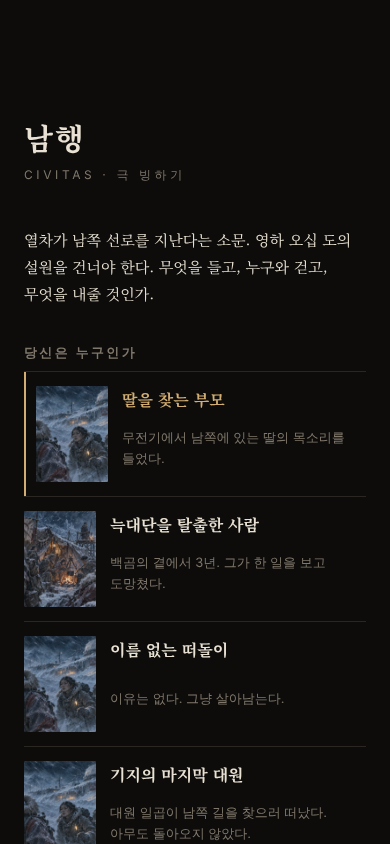 남행
CIVITAS · 극 빙하기
열차가 남쪽 선로를 지난다는 소문. 영하 오십 도의
설원을 건너야 한다. 무엇을 들고, 누구와 걷고,
무엇을 내줄 것인가.
당신은 누구인가
딸을 찾는 부모
무전기에서 남쪽에 있는 딸의 목소리를
들었다.
늑대단을 탈출한 사람
백곰의 곁에서 3년. 그가 한 일을 보고
도망쳤다.
이름 없는 떠돌이
이유는 없다. 그냥 살아남는다.
기지의 마지막 대원
대원 일곱이 남쪽 길을 찾으러 떠났다.
아무도 돌아오지 않았다.